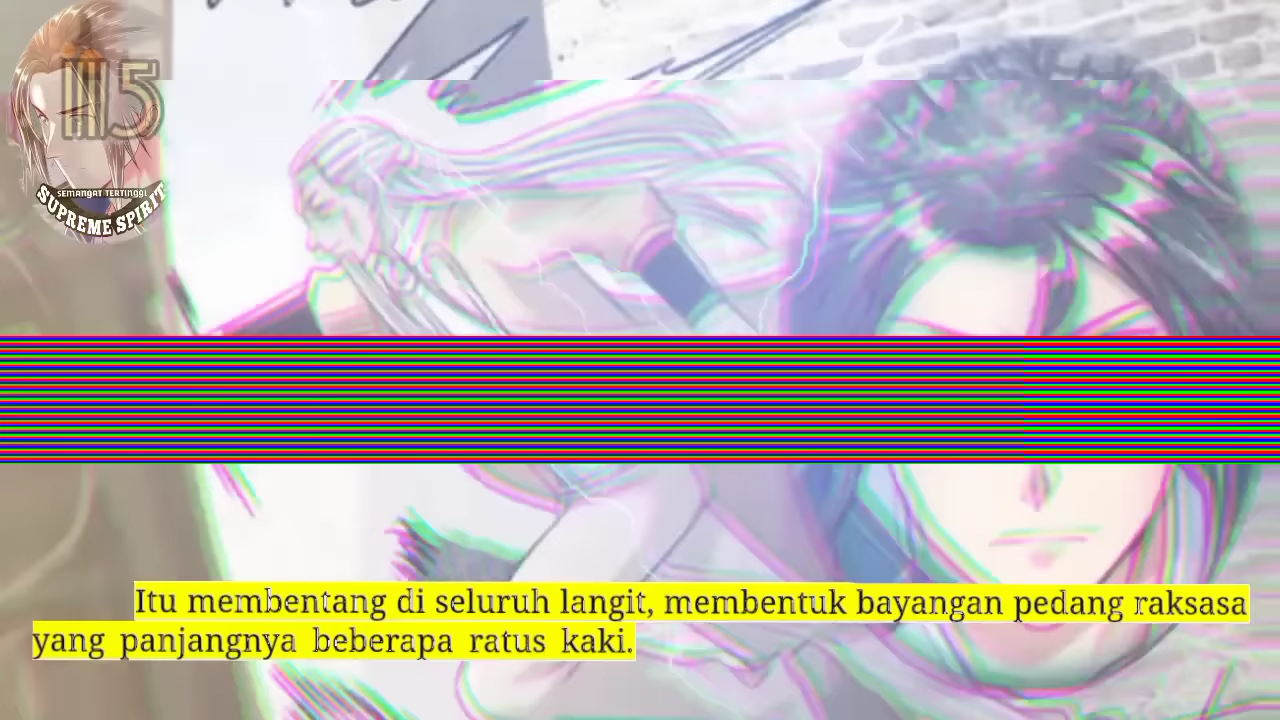 115
SEMANGAT TERTINGGI
SUPREME SPIRIT
Itu membentang di seluruh langit, membentuk bayangan pedang raksasa
yang panjangnya beberapa ratus kaki.